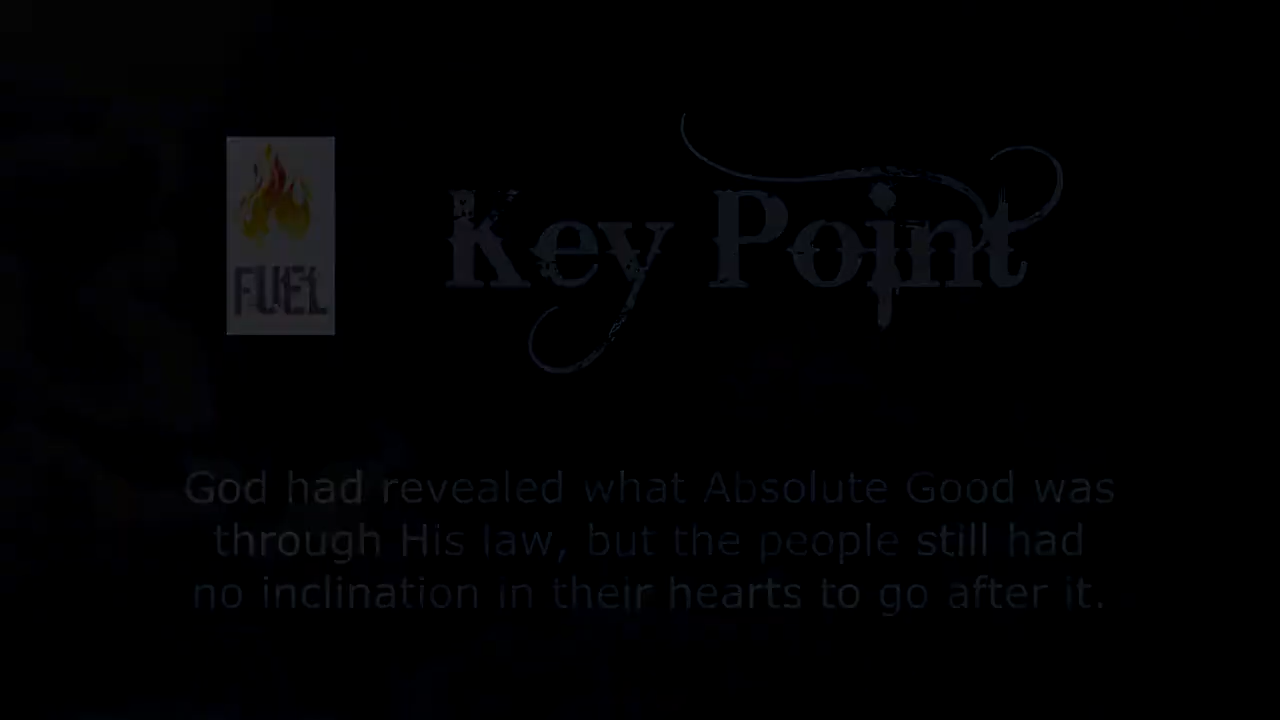 FUEL
Key Point
God had revealed what Absolute Good was
through His law, but the people still had
no inclination in their hearts to go after it.